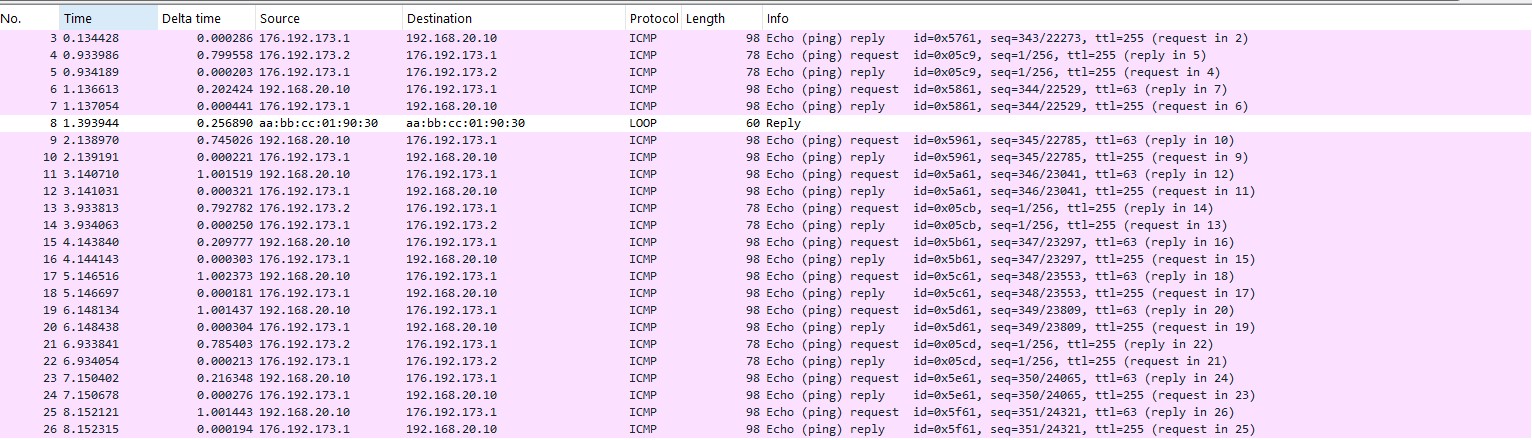 No. Time Delta time Source Destination Protocol Length Info
3 0.134428 0.000286 176.192.173.1 192.168.20.10 ICMP 98 Echo (ping) reply id=0x5761, seq=343/22273, ttl=255 (request in 2)
4 0.933986 0.799558 176.192.173.2 176.192.173.1 ICMP 78 Echo (ping) request id=0x05c9, seq=1/256, ttl=255 (reply in 5)
5 0.934189 0.000203 176.192.173.1 176.192.173.2 ICMP 78 Echo (ping) reply id=0x05c9, seq=1/256, ttl=255 (request in 4)
6 1.136613 0.202424 192.168.20.10 176.192.173.1 ICMP 98 Echo (ping) request id=0x5861, seq=344/22529, ttl=63 (reply in 7)
7 1.137054 0.000441 176.192.173.1 192.168.20.10 ICMP 98 Echo (ping) reply id=0x5861, seq=344/22529, ttl=255 (request in 6)
8 1.393944 0.256890 aa:bb:cc:01:90:30 aa:bb:cc:01:90:30 LOOP 60 Reply
9 2.138970 0.745026 192.168.20.10 176.192.173.1 ICMP 98 Echo (ping) request id=0x5961, seq=345/22785, ttl=63 (reply in 10)
10 2.139191 0.000221 176.192.173.1 192.168.20.10 ICMP 98 Echo (ping) reply id=0x5961, seq=345/22785, ttl=255 (request in 9)
11 3.140710 1.001519 192.168.20.10 176.192.173.1 ICMP 98 Echo (ping) request id=0x5a61, seq=346/23041, ttl=63 (reply in 12)
12 3.141031 0.000321 176.192.173.1 192.168.20.10 ICMP 98 Echo (ping) reply id=0x5a61, seq=346/23041, ttl=255 (request in 11)
13 3.933813 0.792782 176.192.173.2 176.192.173.1 ICMP 78 Echo (ping) request id=0x05cb, seq=1/256, ttl=255 (reply in 14)
14 3.934063 0.000250 176.192.173.1 176.192.173.2 ICMP 78 Echo (ping) reply id=0x05cb, seq=1/256, ttl=255 (request in 13)
15 4.143840 0.209777 192.168.20.10 176.192.173.1 ICMP 98 Echo (ping) request id=0x5b61, seq=347/23297, ttl=63 (reply in 16)
16 4.144143 0.000303 176.192.173.1 192.168.20.10 ICMP 98 Echo (ping) reply id=0x5b61, seq=347/23297, ttl=255 (request in 15)
17 5.146516 1.002373 192.168.20.10 176.192.173.1 ICMP 98 Echo (ping) request id=0x5c61, seq=348/23553, ttl=63 (reply in 18)
18 5.146697 0.000181 176.192.173.1 192.168.20.10 ICMP 98 Echo (ping) reply id=0x5c61, seq=348/23553, ttl=255 (request in 17)
19 6.148134 1.001437 192.168.20.10 176.192.173.1 ICMP 98 Echo (ping) request id=0x5d61, seq=349/23809, ttl=63 (reply in 20)
20 6.148438 0.000304 176.192.173.1 192.168.20.10 ICMP 98 Echo (ping) reply id=0x5d61, seq=349/23809, ttl=255 (request in 19)
21 6.933841 0.785403 176.192.173.2 176.192.173.1 ICMP 78 Echo (ping) request id=0x05cd, seq=1/256, ttl=255 (reply in 22)
22 6.934054 0.000213 176.192.173.1 176.192.173.2 ICMP 78 Echo (ping) reply id=0x05cd, seq=1/256, ttl=255 (request in 21)
23 7.150402 0.216348 192.168.20.10 176.192.173.1 ICMP 98 Echo (ping) request id=0x5e61, seq=350/24065, ttl=63 (reply in 24)
24 7.150678 0.000276 176.192.173.1 192.168.20.10 ICMP 98 Echo (ping) reply id=0x5e61, seq=350/24065, ttl=255 (request in 23)
25 8.152121 1.001443 192.168.20.10 176.192.173.1 ICMP 98 Echo (ping) request id=0x5f61, seq=351/24321, ttl=63 (reply in 26)
26 8.152315 0.000194 176.192.173.1 192.168.20.10 ICMP 98 Echo (ping) reply id=0x5f61, seq=351/24321, ttl=255 (request in 25)